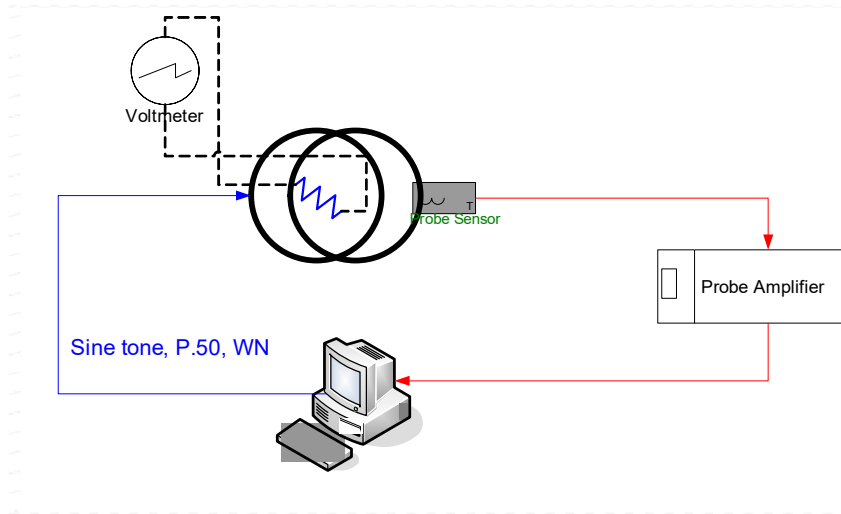 Voltmeter
T
Probe Sensor
Probe Amplifier
Sine tone, P.50, WN